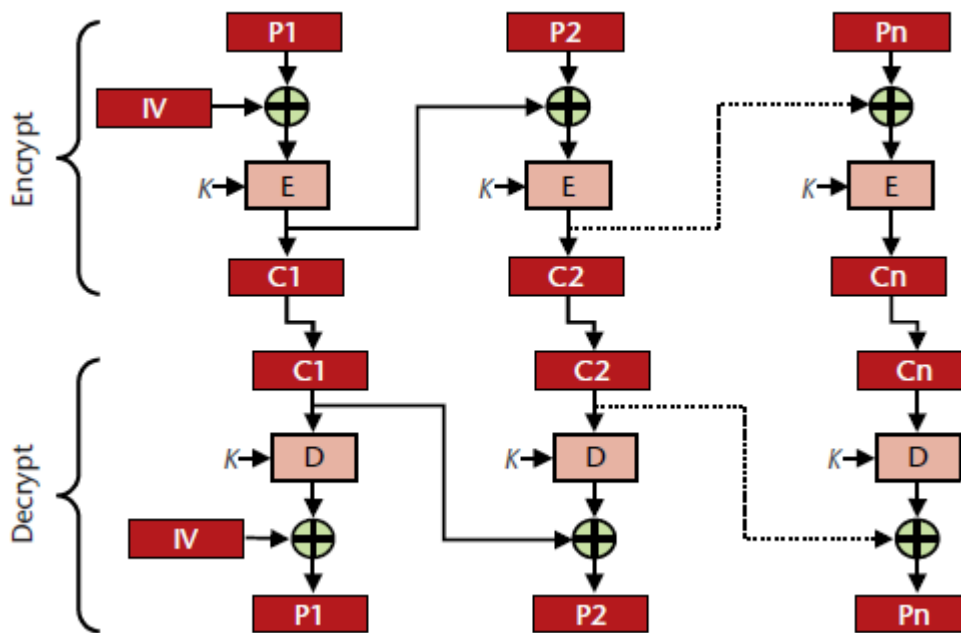 P1 P2 Pn
IV
Encrypt
K E K E K E
C1 C2 Cn
C1 C2 Cn
Decrypt
K D K D K D
IV
P1 P2 Pn